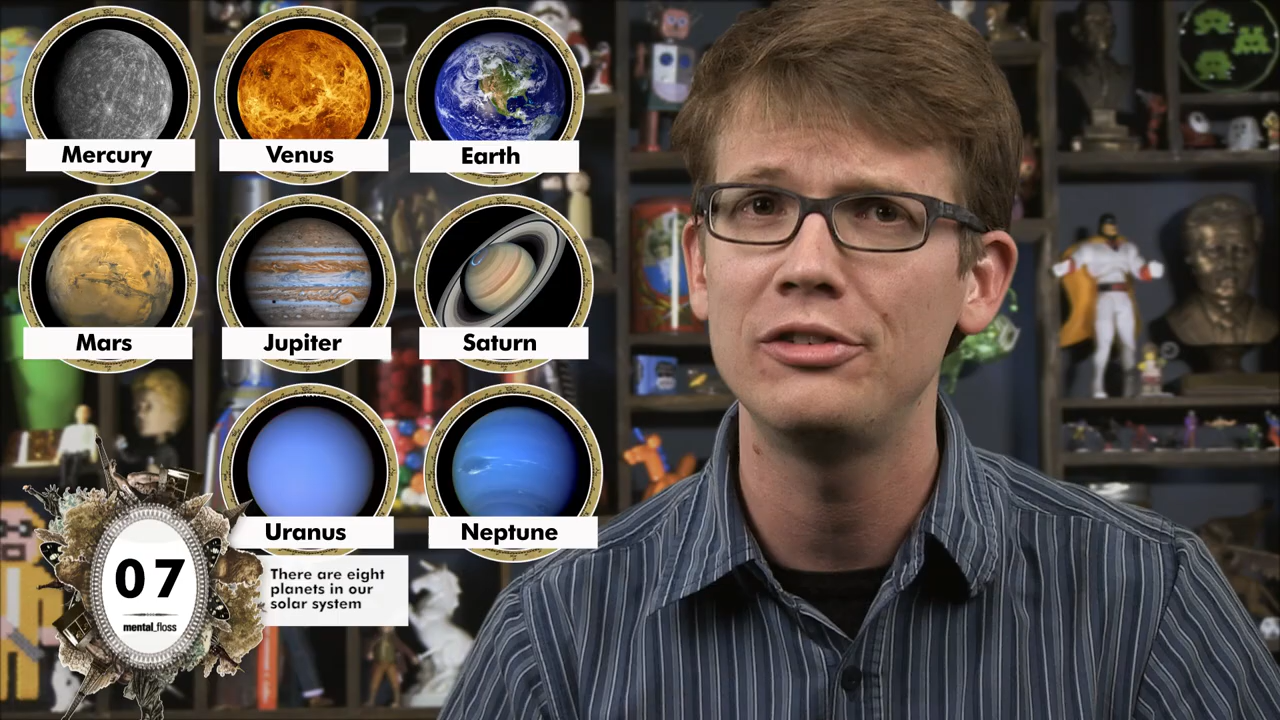 Mercury
Venus
Earth
Mars
Jupiter
Saturn
Uranus
Neptune
07
mental_floss
There are eight
planets in our
solar system